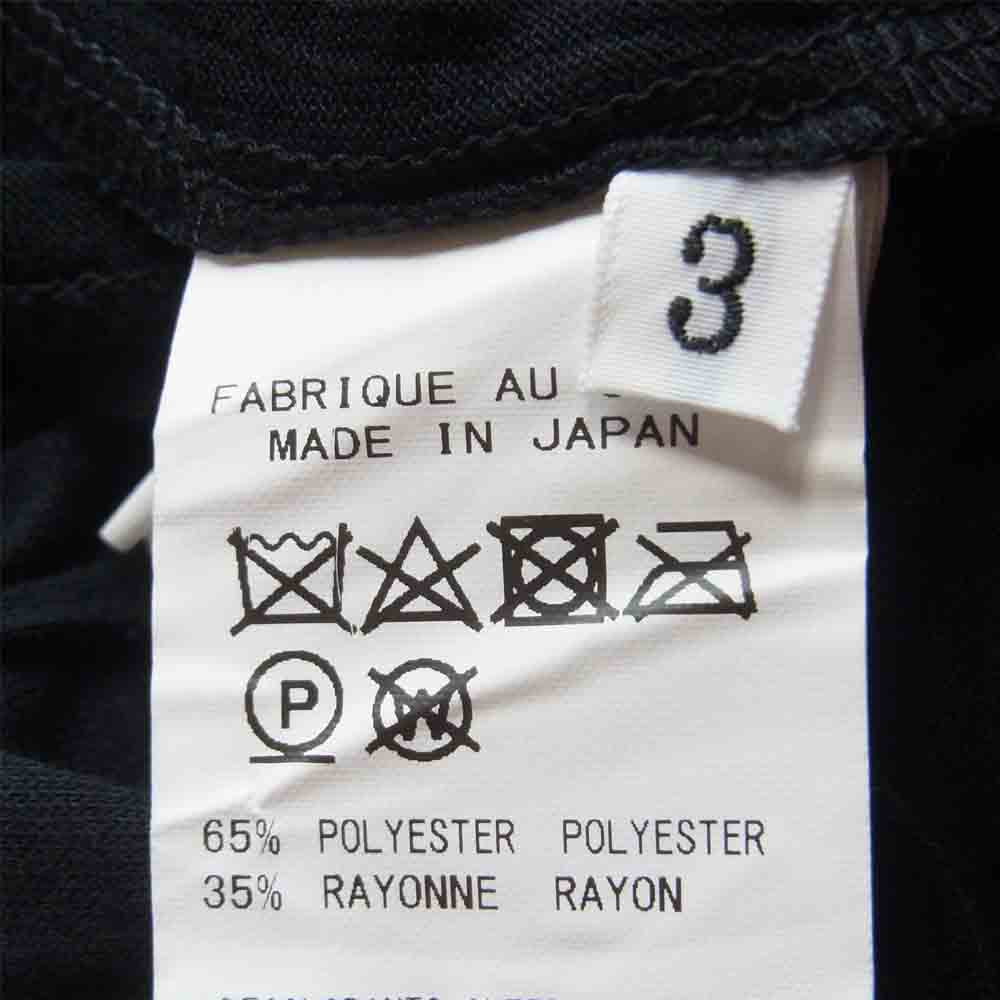 3
FABRIQUE AU
MADE IN JAPAN
P
W
65% POLYESTER POLYESTER
35% RAYONNE RAYON